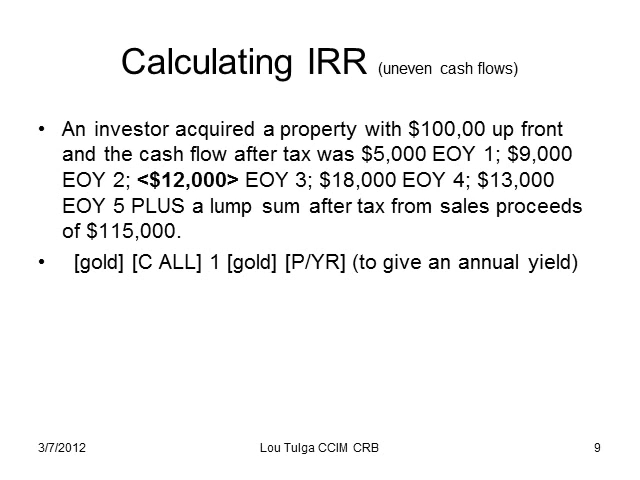 Calculating IRR (uneven cash flows)
• An investor acquired a property with $100,00 up front
and the cash flow after tax was $5,000 EOY 1; $9,000
EOY 2; <$12,000> EOY 3; $18,000 EOY 4; $13,000
EOY 5 PLUS a lump sum after tax from sales proceeds
of $115,000.
• [gold] [C ALL] 1 [gold] [P/YR] (to give an annual yield)
3/7/2012 Lou Tulga CCIM CRB 9